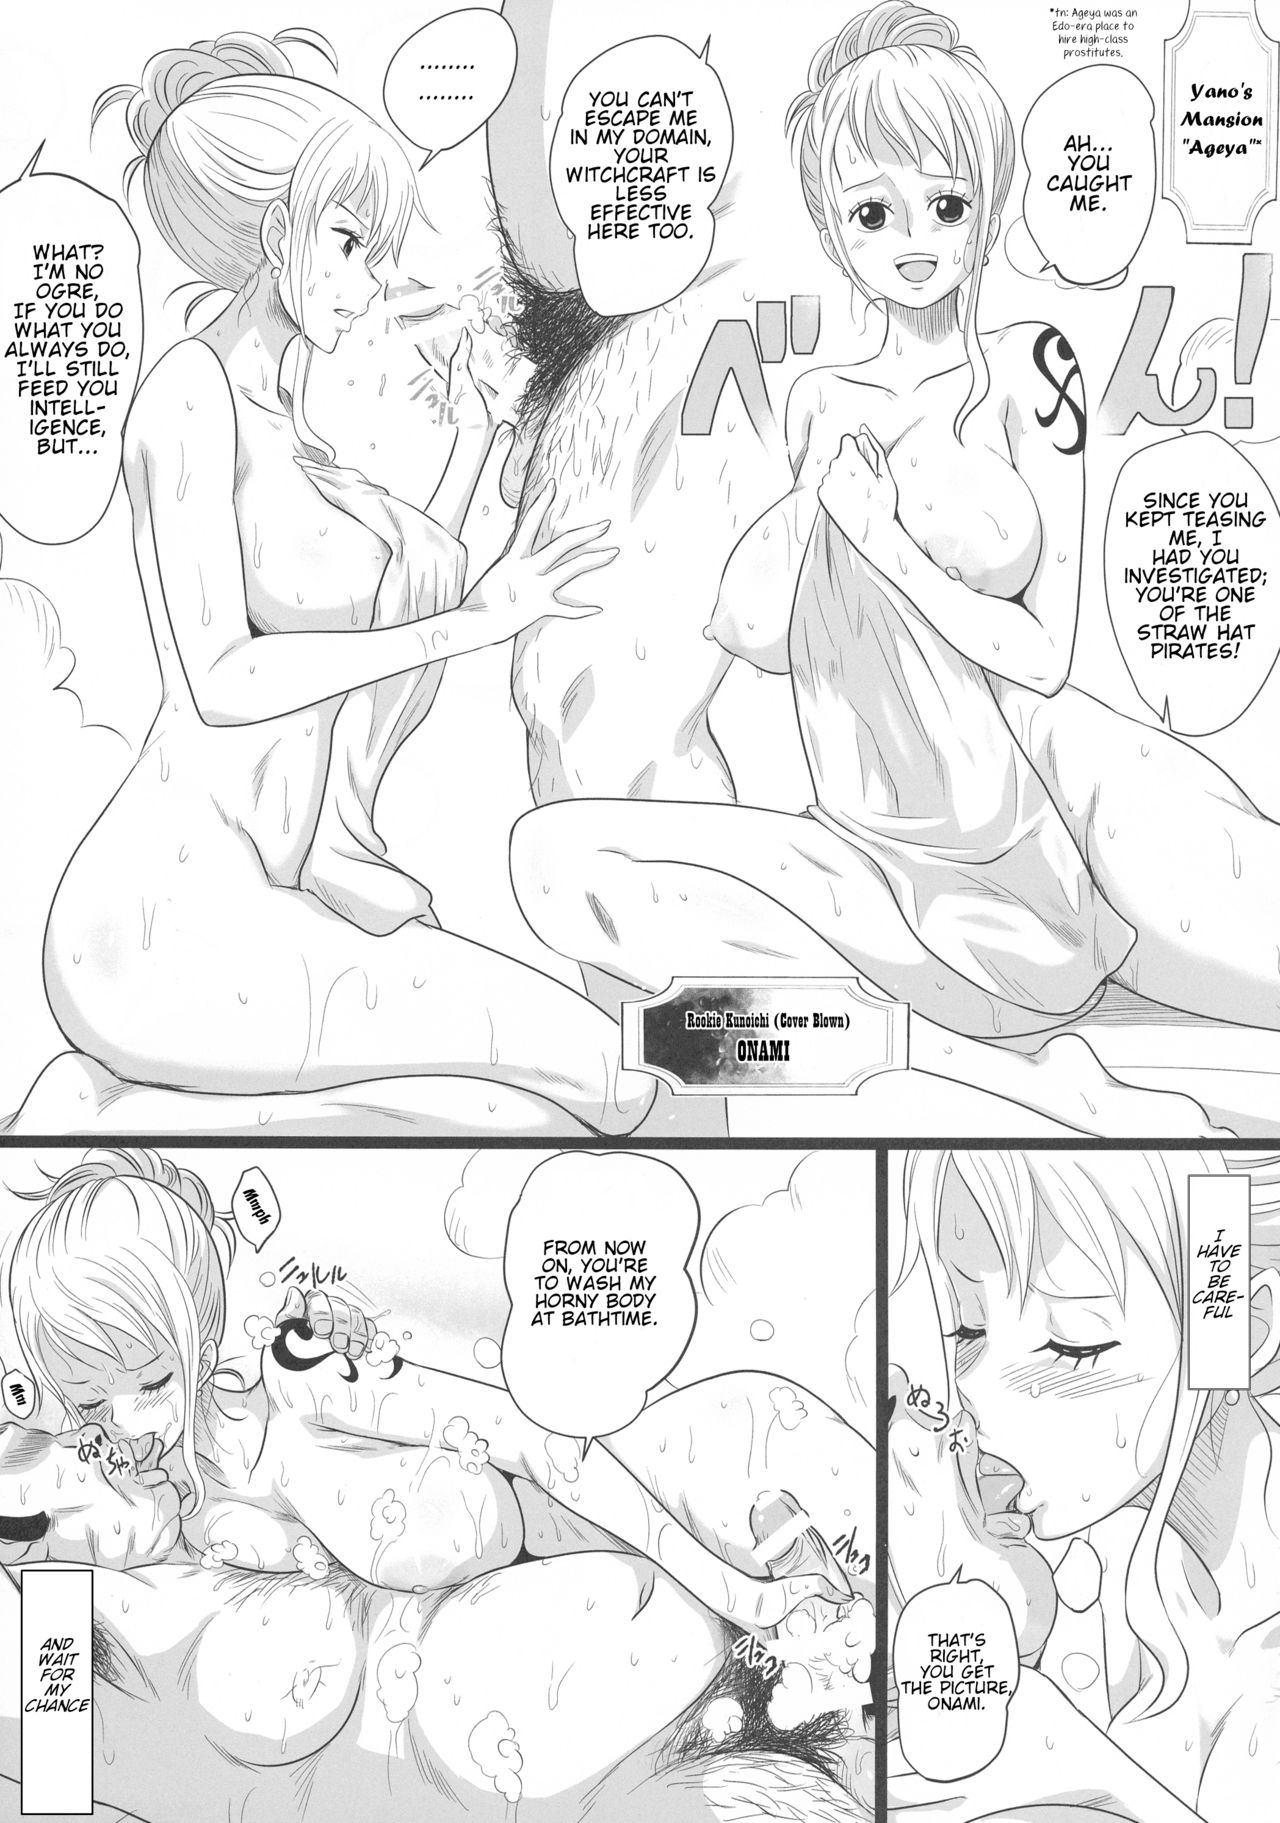 Yano's
Mansion
"Ageya"*
*tn: Ageya was an
Edo-era place to
hire high-class
prostitutes.
AH...
YOU
CAUGHT
ME.
べん!
SINCE YOU
KEPT TEASING
ME, I
HAD YOU
INVESTIGATED;
YOU'RE ONE
OF THE
STRAW HAT
PIRATES!
YOU CAN'T
ESCAPE ME
IN MY DOMAIN,
YOUR
WITCHCRAFT IS
LESS
EFFECTIVE
HERE TOO.
........
........
WHAT?
I'M NO
OGRE,
IF YOU DO
WHAT YOU
ALWAYS DO,
I'LL STILL
FEED YOU
INTELL-
IGENCE,
BUT...
Rookie Kunoichi (Cover Blown)
ONAMI
I
HAVE
TO
BE
CARE-
FUL
THAT'S
RIGHT,
YOU GET
THE PICTURE,
ONAMI.
FROM NOW
ON, YOU'RE
TO WASH MY
HORNY BODY
AT BATHTIME.
Mmph
ニュルルル
Mm
AND
WAIT
FOR
MY
CHANCE